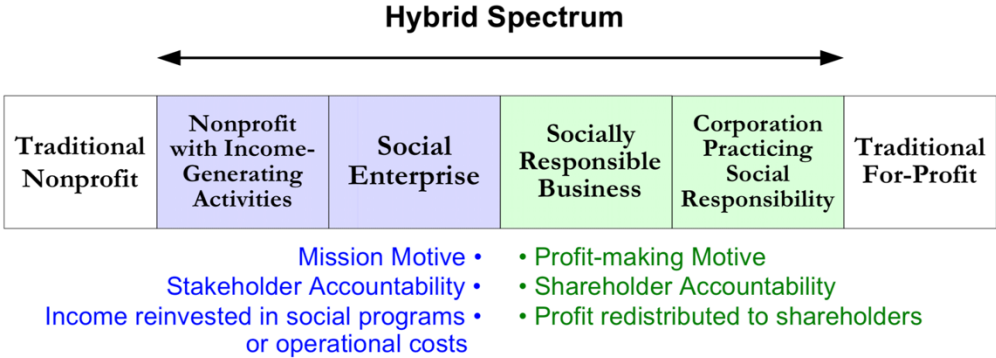 Hybrid Spectrum
Traditional
Nonprofit
Nonprofit
with Income-
Generating
Activities
Social
Enterprise
Socially
Responsible
Business
Corporation
Practicing
Social
Responsibility
Traditional
For-Profit
Mission Motive •
Stakeholder Accountability •
Income reinvested in social programs •
or operational costs
• Profit-making Motive
• Shareholder Accountability
• Profit redistributed to shareholders